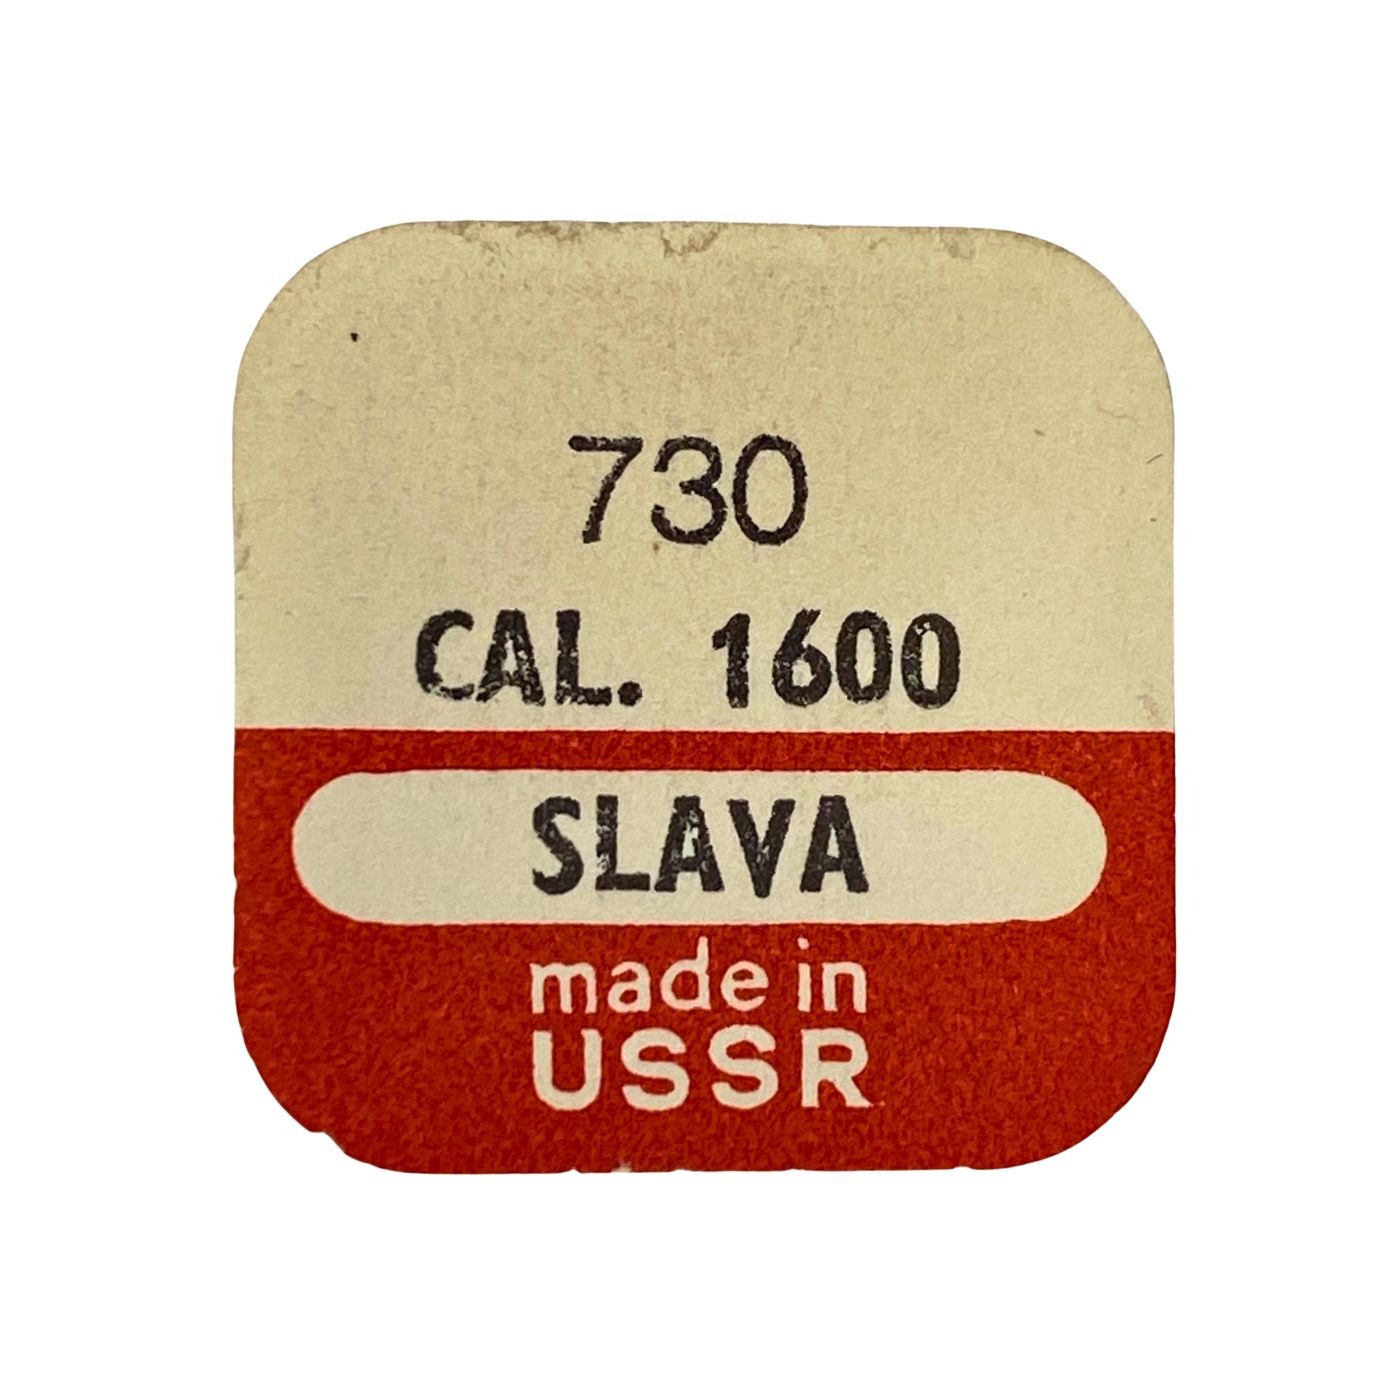 730
CAL. 1600
SLAVA
made in
USSR